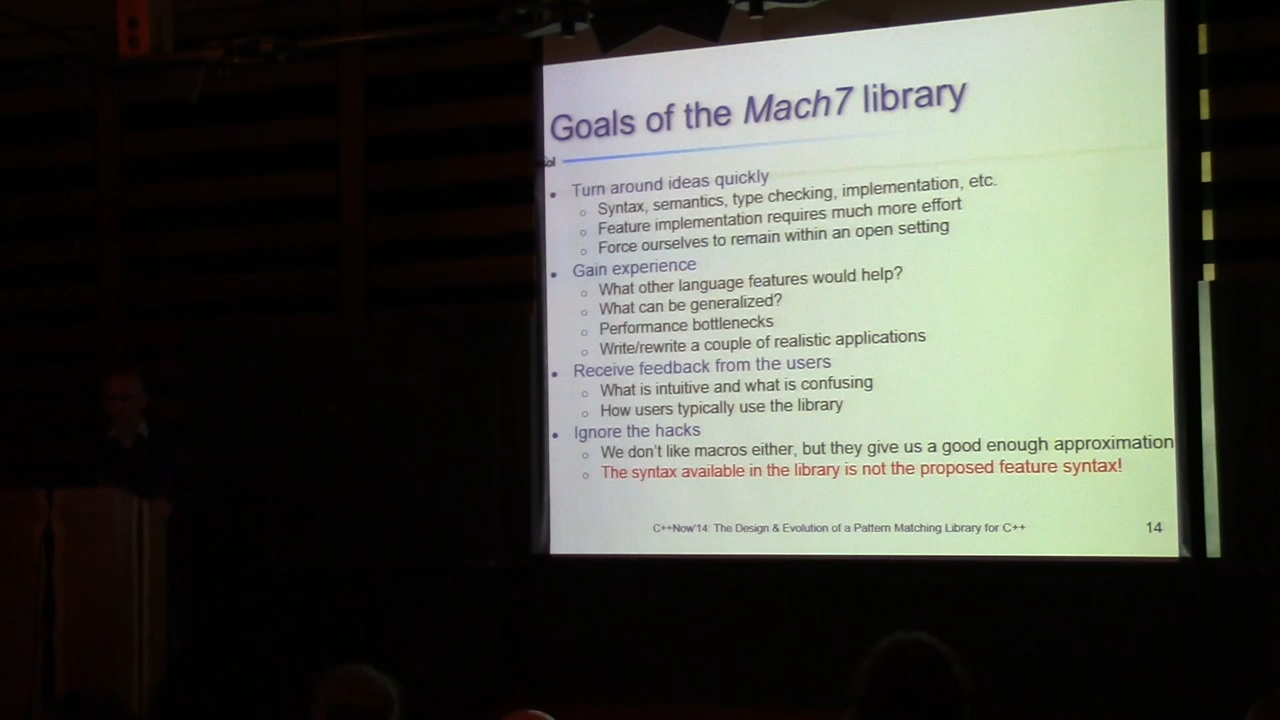 Goals of the Mach7 library
• Turn around ideas quickly
○ Syntax, semantics, type checking, implementation, etc.
○ Feature implementation requires much more effort
○ Force ourselves to remain within an open setting
• Gain experience
○ What other language features would help?
○ What can be generalized?
○ Performance bottlenecks
○ Write/rewrite a couple of realistic applications
• Receive feedback from the users
○ What is intuitive and what is confusing
○ How users typically use the library
• Ignore the hacks
○ We don't like macros either, but they give us a good enough approximation
○ The syntax available in the library is not the proposed feature syntax!
C++Now'14: The Design & Evolution of a Pattern Matching Library for C++
14